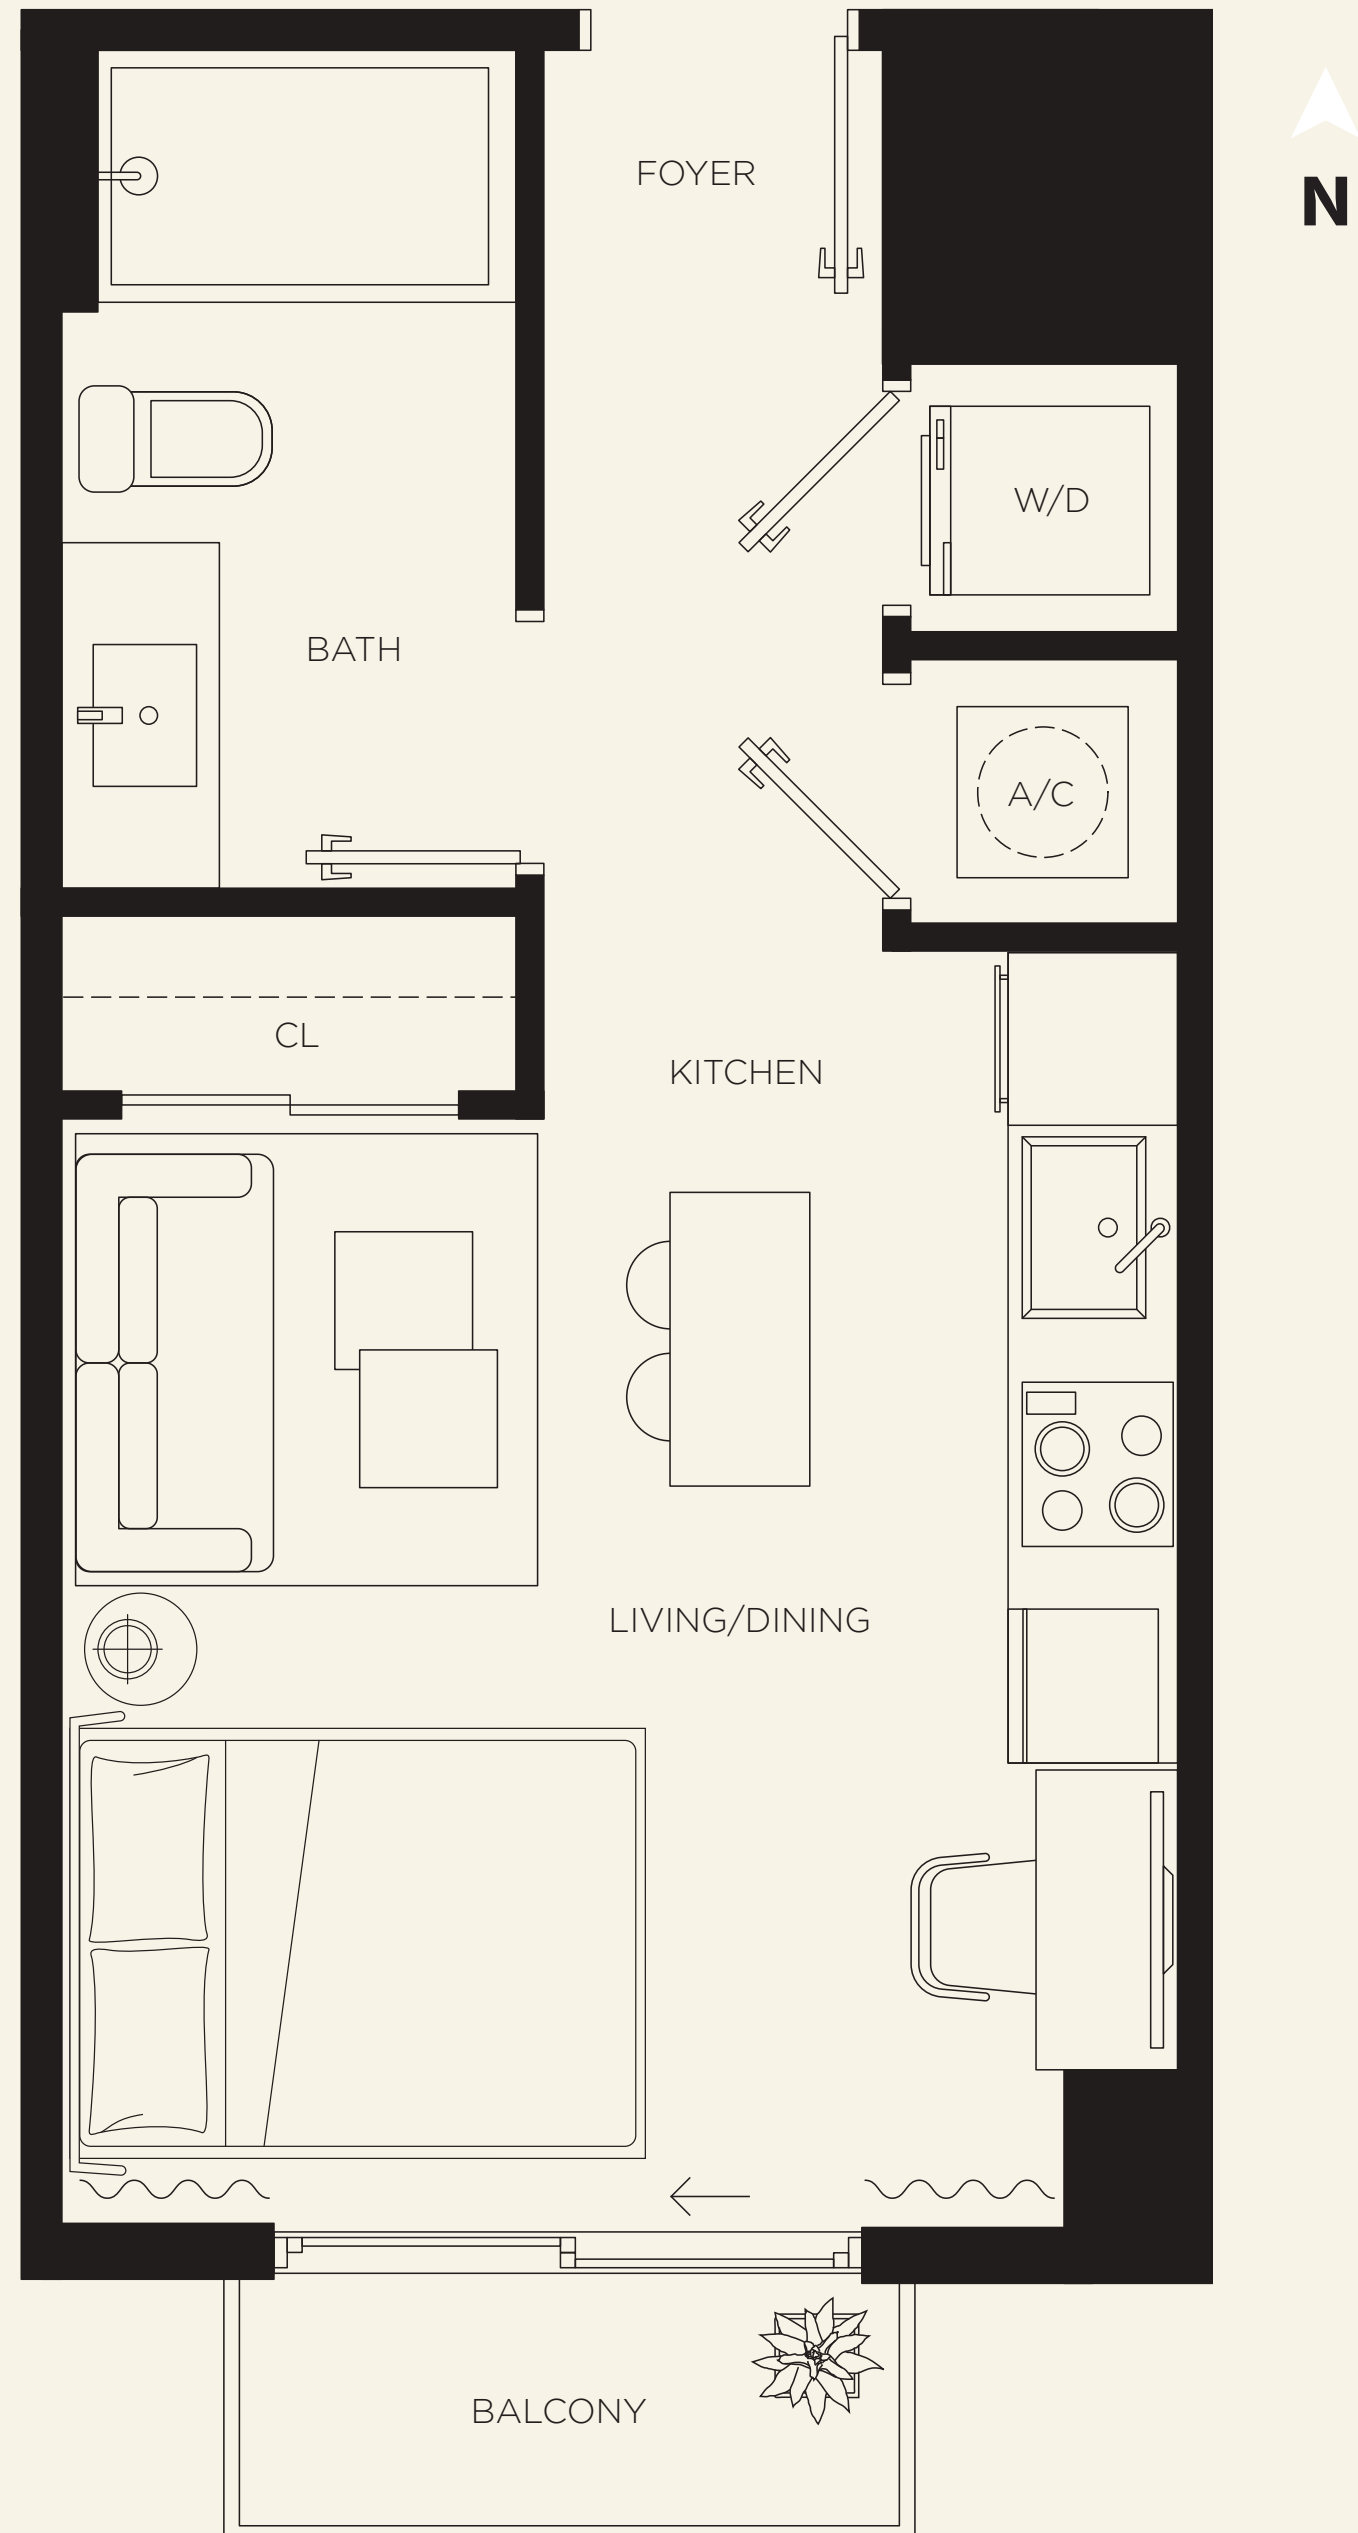 FOYER
N
W/D
BATH
A/C
CL
KITCHEN
LIVING/DINING
BALCONY